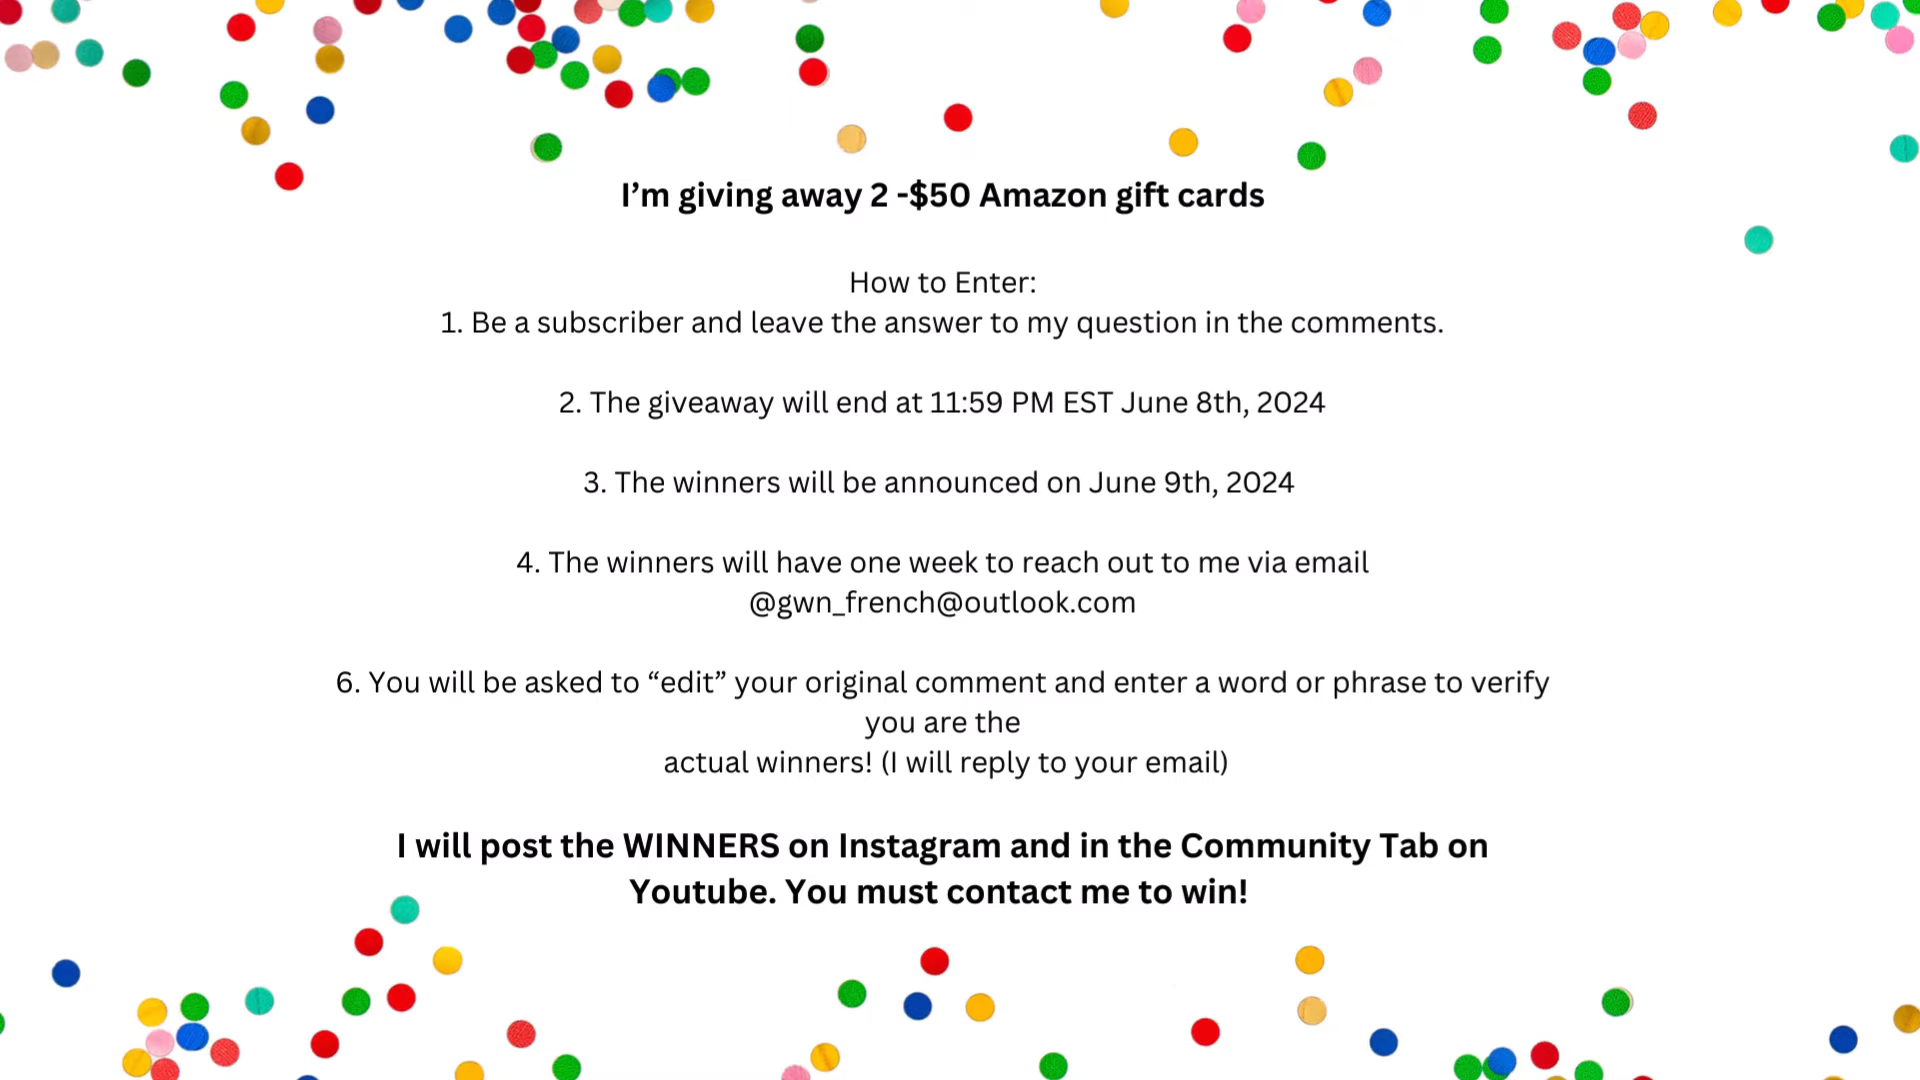 I’m giving away 2 -$50 Amazon gift cards
How to Enter:
1. Be a subscriber and leave the answer to my question in the comments.
2. The giveaway will end at 11:59 PM EST June 8th, 2024
3. The winners will be announced on June 9th, 2024
4. The winners will have one week to reach out to me via email
@gwn_french@outlook.com
6. You will be asked to “edit” your original comment and enter a word or phrase to verify
you are the
actual winners! (I will reply to your email)
I will post the WINNERS on Instagram and in the Community Tab on
Youtube. You must contact me to win!